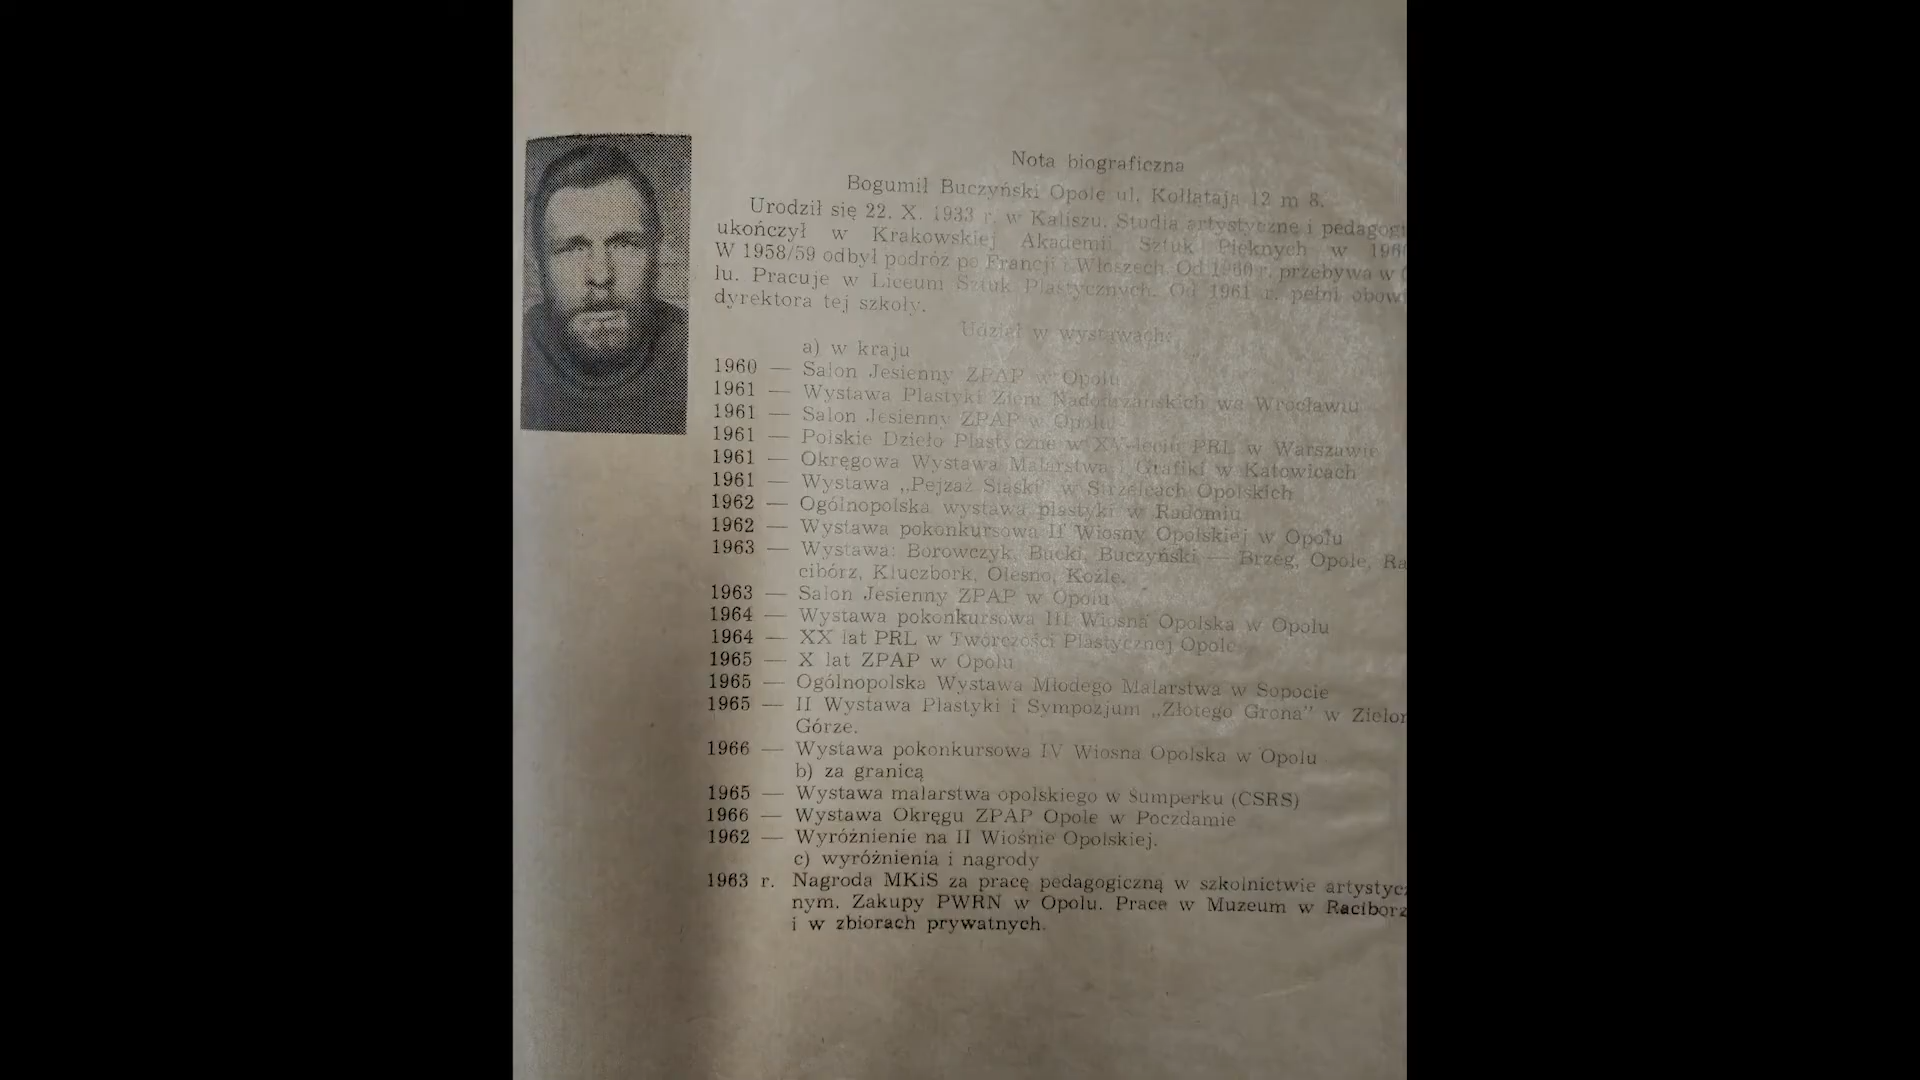 Nota biograficzna
Bogumił Buczyński Opole ul. Kołłataja 12 m 8.
Urodził się 22. X. 1933 r. w Kaliszu. Studia artystyczne i pedagogi
ukończył w Krakowskiej Akademii Sztuk Pięknych w 196
W 1958/59 odbył podróż po Francji i Włoszech. Od 1960 r. przebywa w
lu. Pracuje w Liceum Sztuk Plastycznych. Od 1961 r. pełni obow
dyrektora tej szkoły.
Udział w wystawach:
a) w kraju
1960 — Salon Jesienny ZPAP w Opolu
1961 — Wystawa Plastyki Ziem Nadodrzańskich we Wrocławiu
1961 — Salon Jesienny ZPAP w Opolu
1961 — Polskie Dzieło Plastyczne w XV-leciu PRL w Warszawie
1961 — Okręgowa Wystawa Malarstwa i Grafiki w Katowicach
1961 — Wystawa „Pejzaż Śląski” w Strzelcach Opolskich
1962 — Ogólnopolska wystawa plastyki w Radomiu
1962 — Wystawa pokonkursowa II Wiosny Opolskiej w Opolu
1963 — Wystawa: Borowczyk, Bucki, Buczyński — Brzeg, Opole, Ra
cibórz, Kluczbork, Olesno, Koźle.
1963 — Salon Jesienny ZPAP w Opolu
1964 — Wystawa pokonkursowa III Wiosna Opolska w Opolu
1964 — XX lat PRL w Twórczości Plastycznej Opole
1965 — X lat ZPAP w Opolu
1965 — Ogólnopolska Wystawa Młodego Malarstwa w Sopocie
1965 — II Wystawa Plastyki i Sympozjum „Złotego Grona” w Zielon
Górze.
1966 — Wystawa pokonkursowa IV Wiosna Opolska w Opolu
b) za granicą
1965 — Wystawa malarstwa opolskiego w Sumperku (CSRS)
1966 — Wystawa Okręgu ZPAP Opole w Poczdamie
1962 — Wyróżnienie na II Wiośnie Opolskiej.
c) wyróżnienia i nagrody
1963 r. Nagroda MKiS za pracę pedagogiczną w szkolnictwie artystycz
nym. Zakupy PWRN w Opolu. Prace w Muzeum w Raciborz
i w zbiorach prywatnych.